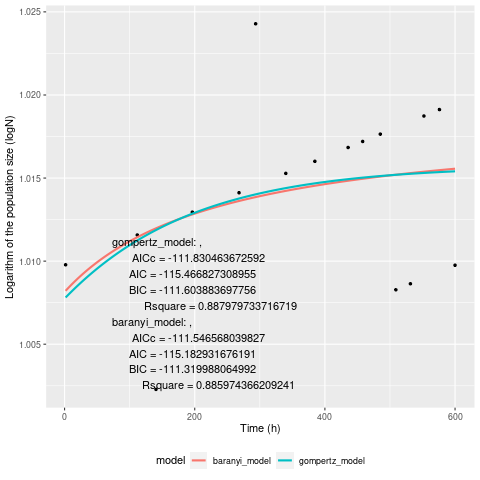 Logarithm of the population size (logN)
1.025
1.020
1.015
1.010
1.005
gompertz_model: ,
AICc = -111.830463672592
AIC = -115.466827308955
BIC = -111.603883697756
Rsquare = 0.887979733716719
baranyi_model: ,
AICc = -111.546568039827
AIC = -115.182931676191
BIC = -111.319988064992
Rsquare = 0.885974366209241
0 200 400 600
Time (h)
model baranyi_model gompertz_model